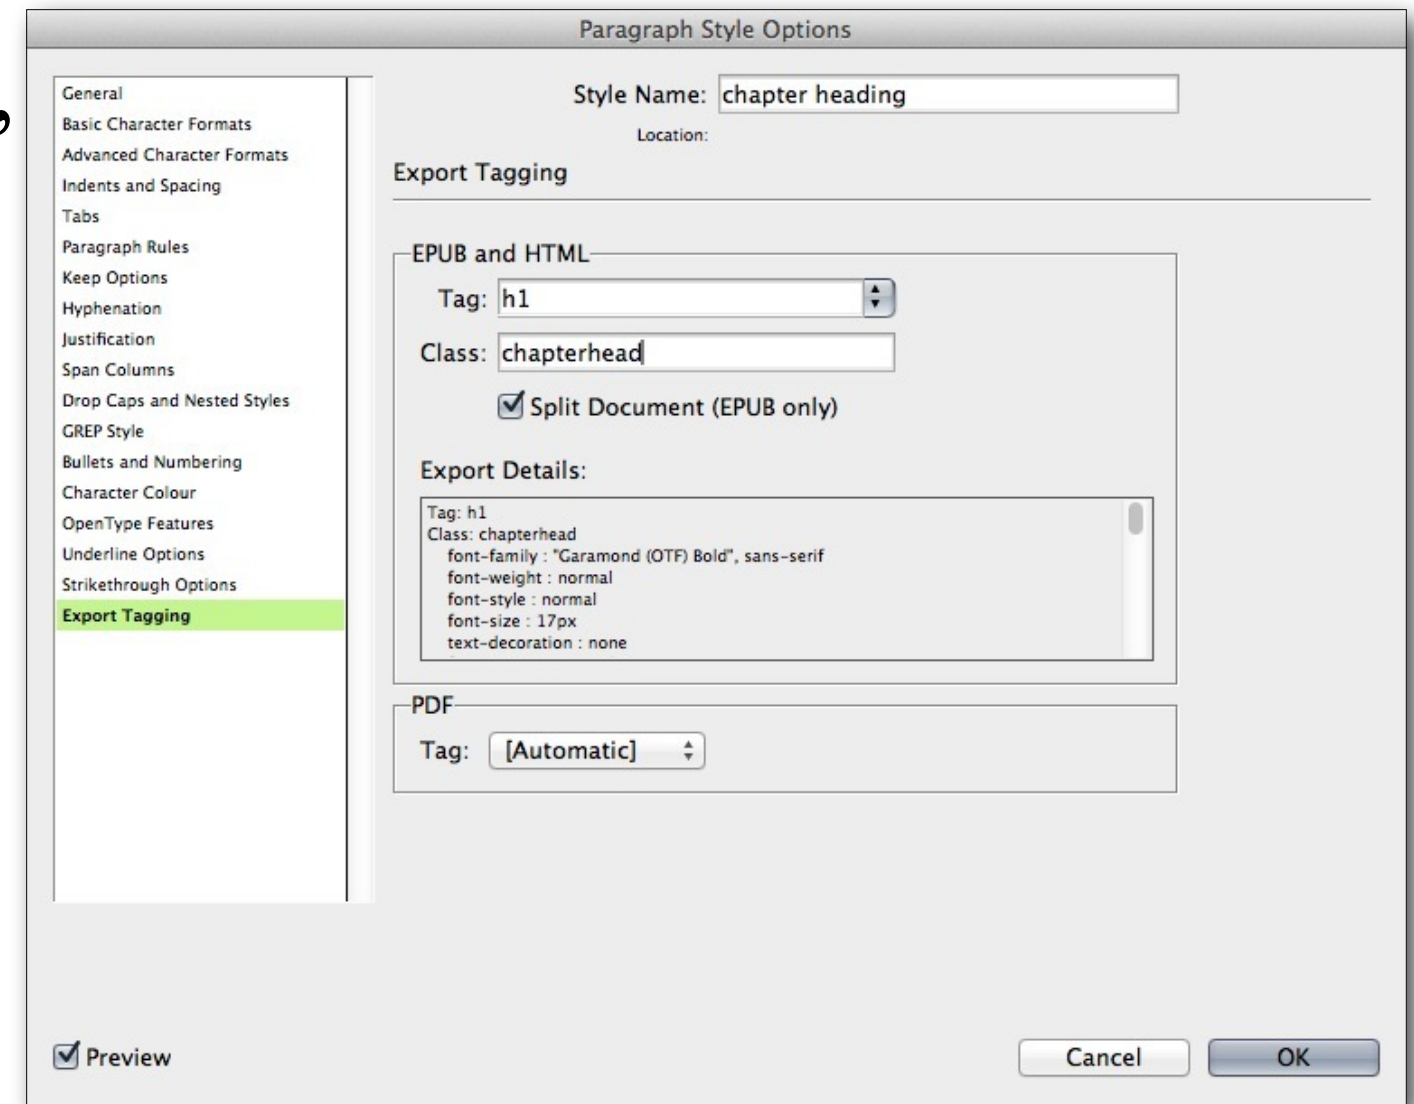 Paragraph Style Options
General
Basic Character Formats
Advanced Character Formats
Indents and Spacing
Tabs
Paragraph Rules
Keep Options
Hyphenation
Justification
Span Columns
Drop Caps and Nested Styles
GREP Style
Bullets and Numbering
Character Colour
OpenType Features
Underline Options
Strikethrough Options
Export Tagging
Style Name: chapter heading
Location:
Export Tagging
EPUB and HTML
Tag: h1
Class: chapterhead
Split Document (EPUB only)
Export Details:
Tag: h1
Class: chapterhead
font-family : "Garamond (OTF) Bold", sans-serif
font-weight : normal
font-style : normal
font-size : 17px
text-decoration : none
PDF
Tag: [Automatic]
Preview
Cancel
OK